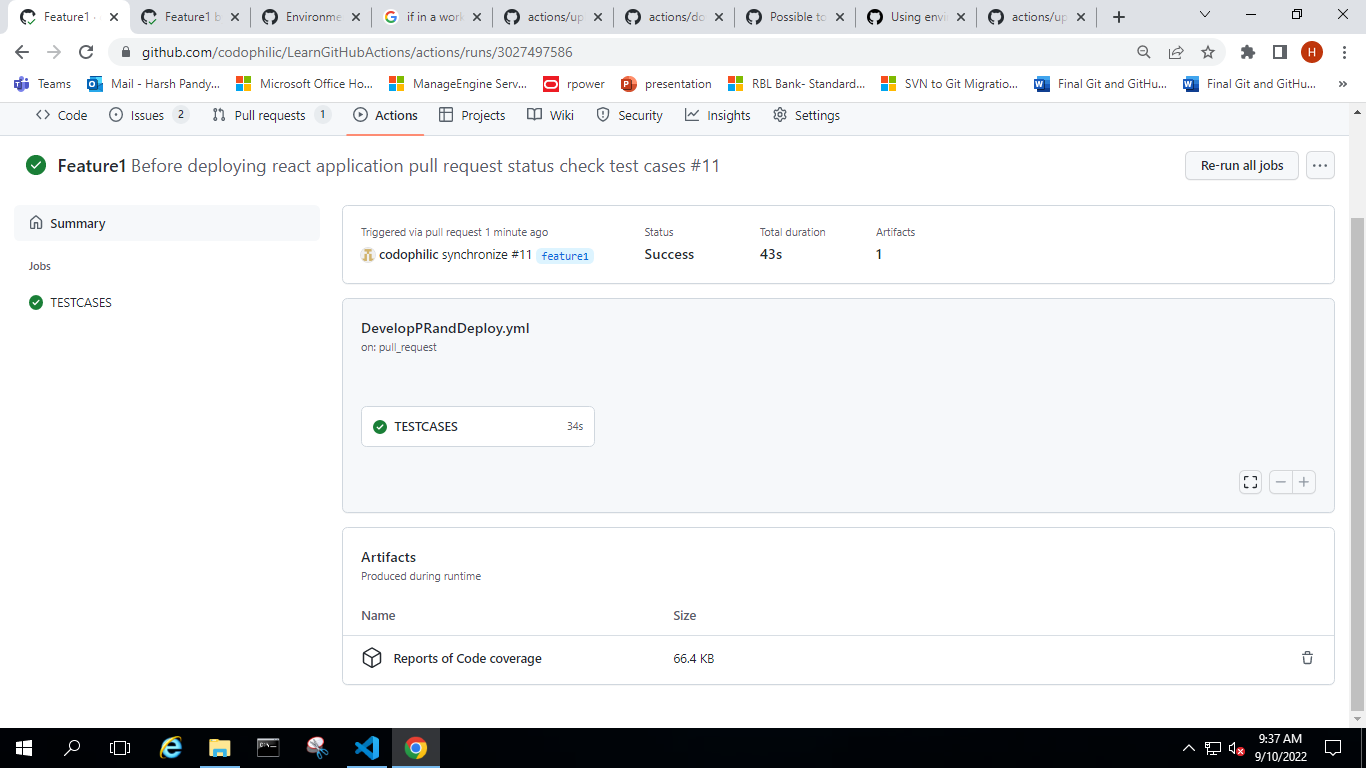 Feature1 Feature1 b Environme if in a work actions/up actions/do Possible to Using envi actions/up
github.com/codophilic/LearnGitHubActions/actions/runs/3027497586
Teams Mail - Harsh Pandy... Microsoft Office Ho... ManageEngine Serv... rpower presentation RBL Bank- Standard... SVN to Git Migratio... Final Git and GitHu... Final Git and GitHu... »
Code Issues 2 Pull requests 1 Actions Projects Wiki Security Insights Settings
Feature1 Before deploying react application pull request status check test cases #11 Re-run all jobs ...
Summary
Jobs
TESTCASES
Triggered via pull request 1 minute ago Status Total duration Artifacts
codophilic synchronize #11 feature1 Success 43s 1
DevelopPRandDeploy.yml
on: pull_request
TESTCASES 34s
Artifacts
Produced during runtime
Name Size
Reports of Code coverage 66.4 KB
9:37 AM
9/10/2022